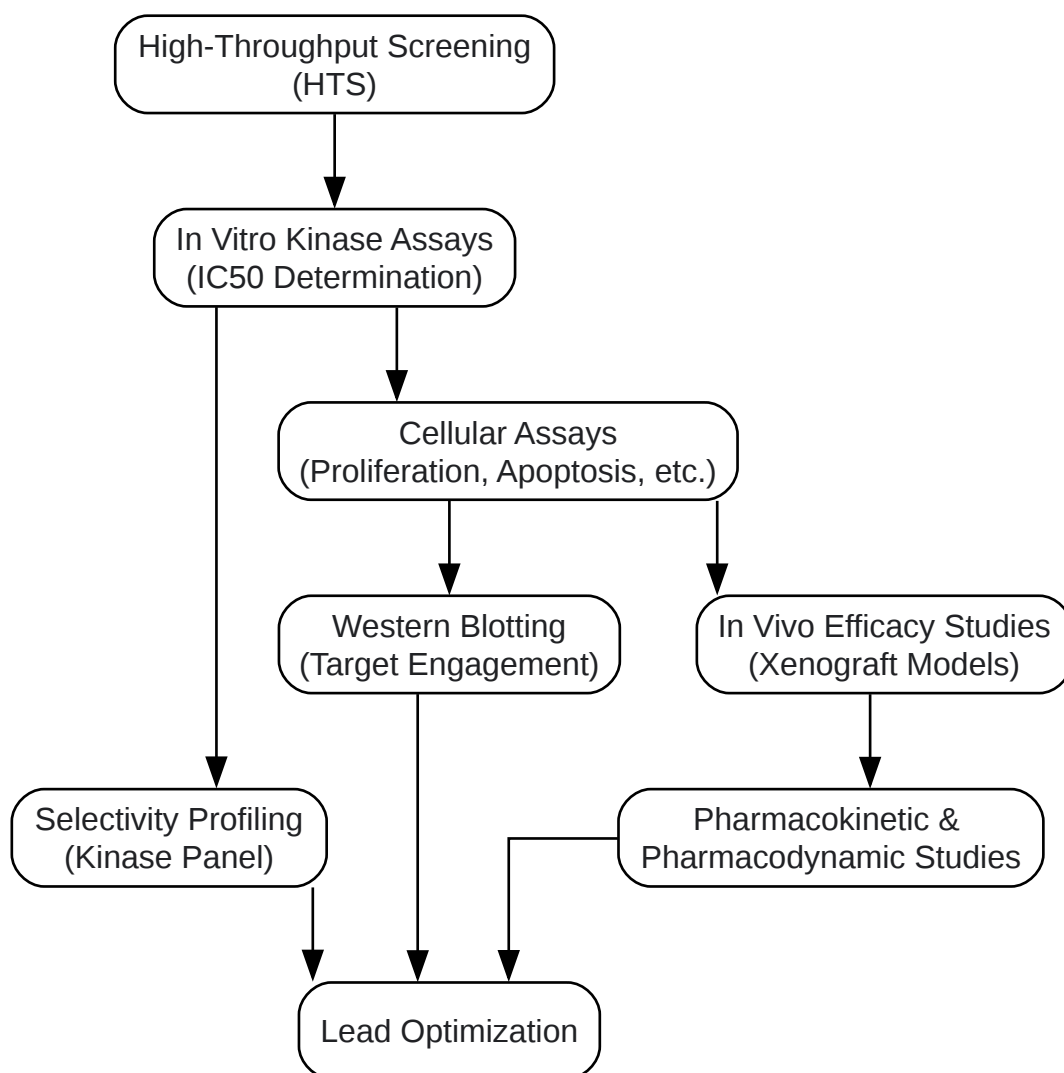 High-Throughput Screening
(HTS)
In Vitro Kinase Assays
(IC50 Determination)
Cellular Assays
(Proliferation, Apoptosis, etc.)
Western Blotting
(Target Engagement)
In Vivo Efficacy Studies
(Xenograft Models)
Selectivity Profiling
(Kinase Panel)
Pharmacokinetic &
Pharmacodynamic Studies
Lead Optimization